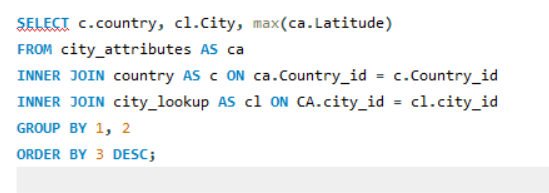 SELECT c.country, cl.City, max(ca.Latitude)
FROM city_attributes AS ca
INNER JOIN country AS c ON ca.Country_id = c.Country_id
INNER JOIN city_lookup AS cl ON CA.city_id = cl.city_id
GROUP BY 1, 2
ORDER BY 3 DESC;